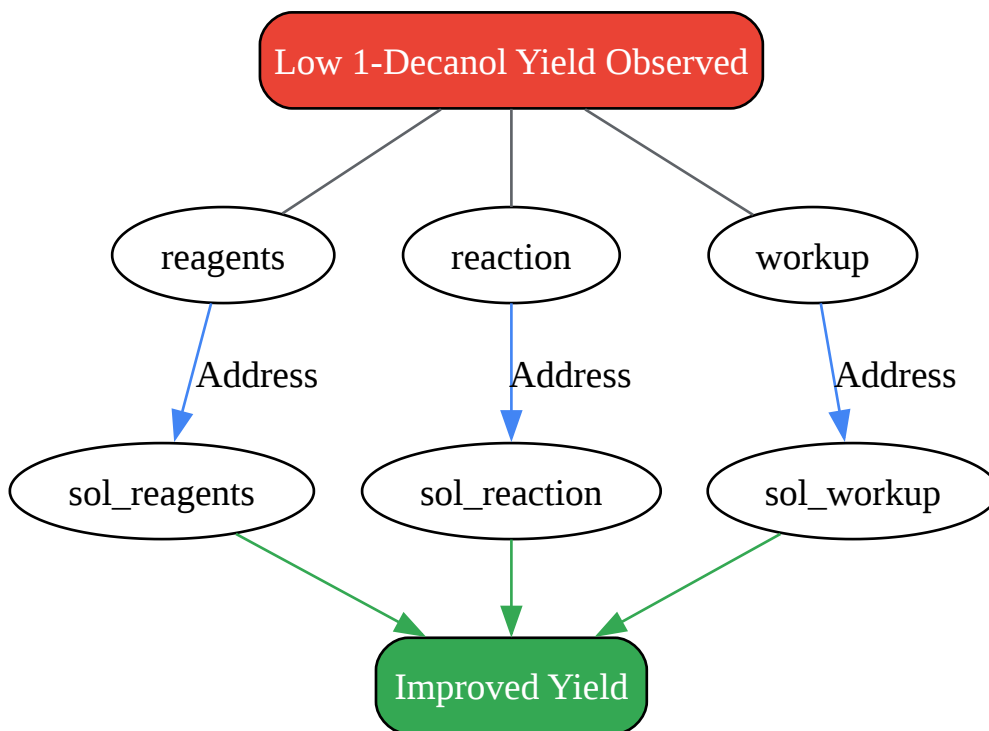 Low 1-Decanol Yield Observed
reagents
reaction
workup
Address
Address
Address
sol_reagents
sol_reaction
sol_workup
Improved Yield